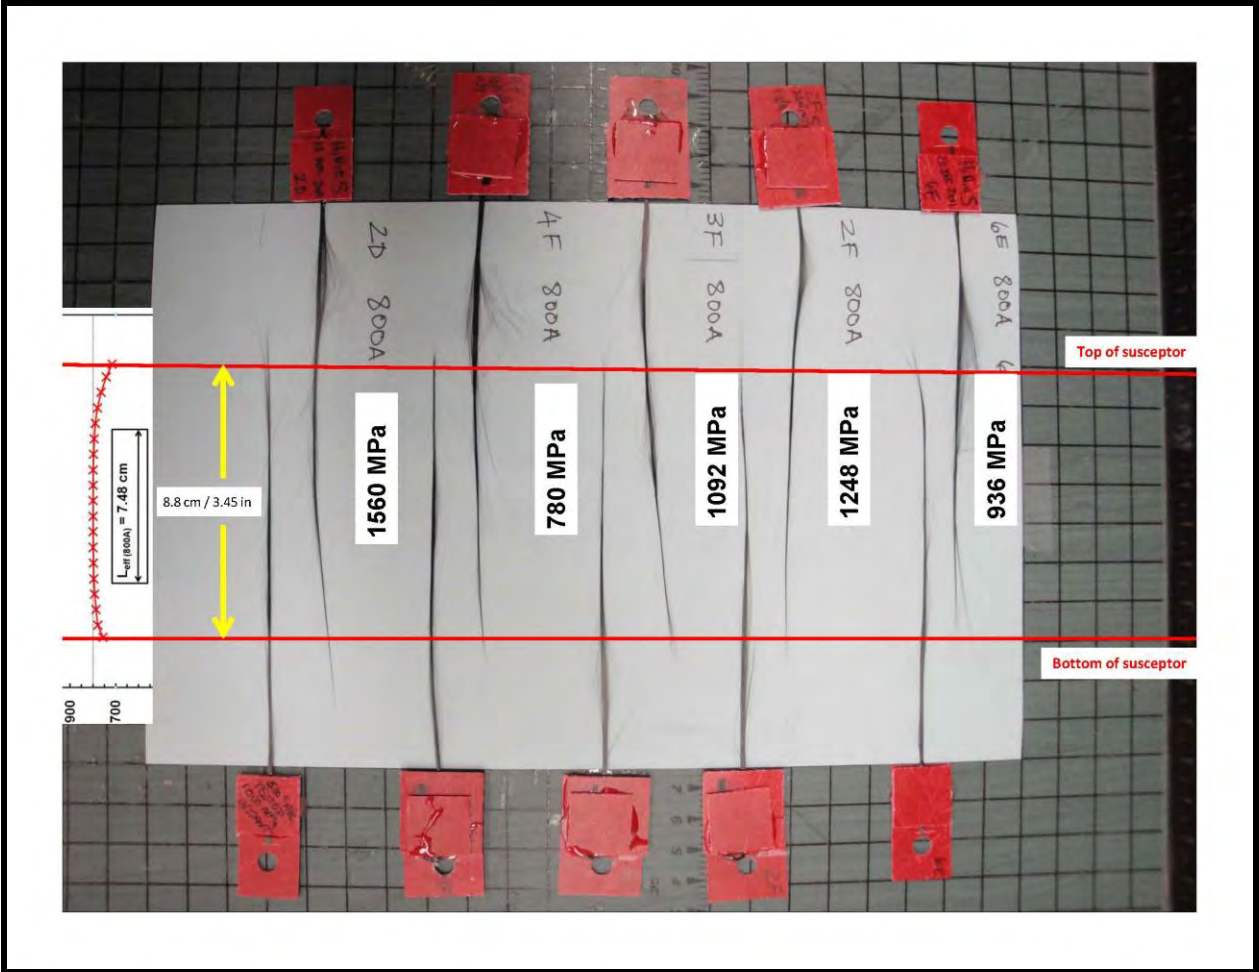 2D 800A
4F 800A
3F 800A
2F 800A
6E 800A 6
Top of susceptor
1560 MPa
780 MPa
1092 MPa
1248 MPa
936 MPa
8.8 cm / 3.45 in
Leff (800A) = 7.48 cm
Bottom of susceptor
900
700